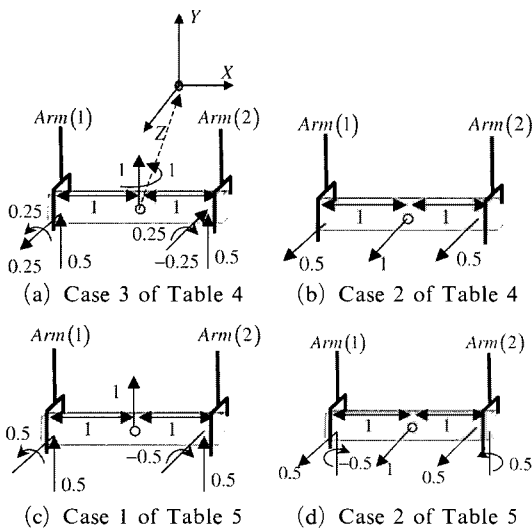 Y
X
Z
Arm(1)
Arm(2)
1
1
1
1
0.25
0.25
0.25
-0.25
0.5
0.5
(a) Case 3 of Table 4
Arm(1)
Arm(2)
1
1
0.5
1
0.5
(b) Case 2 of Table 4
Arm(1)
Arm(2)
1
1
1
0.5
-0.5
0.5
0.5
(c) Case 1 of Table 5
Arm(1)
Arm(2)
1
1
0.5
-0.5
1
0.5
0.5
(d) Case 2 of Table 5